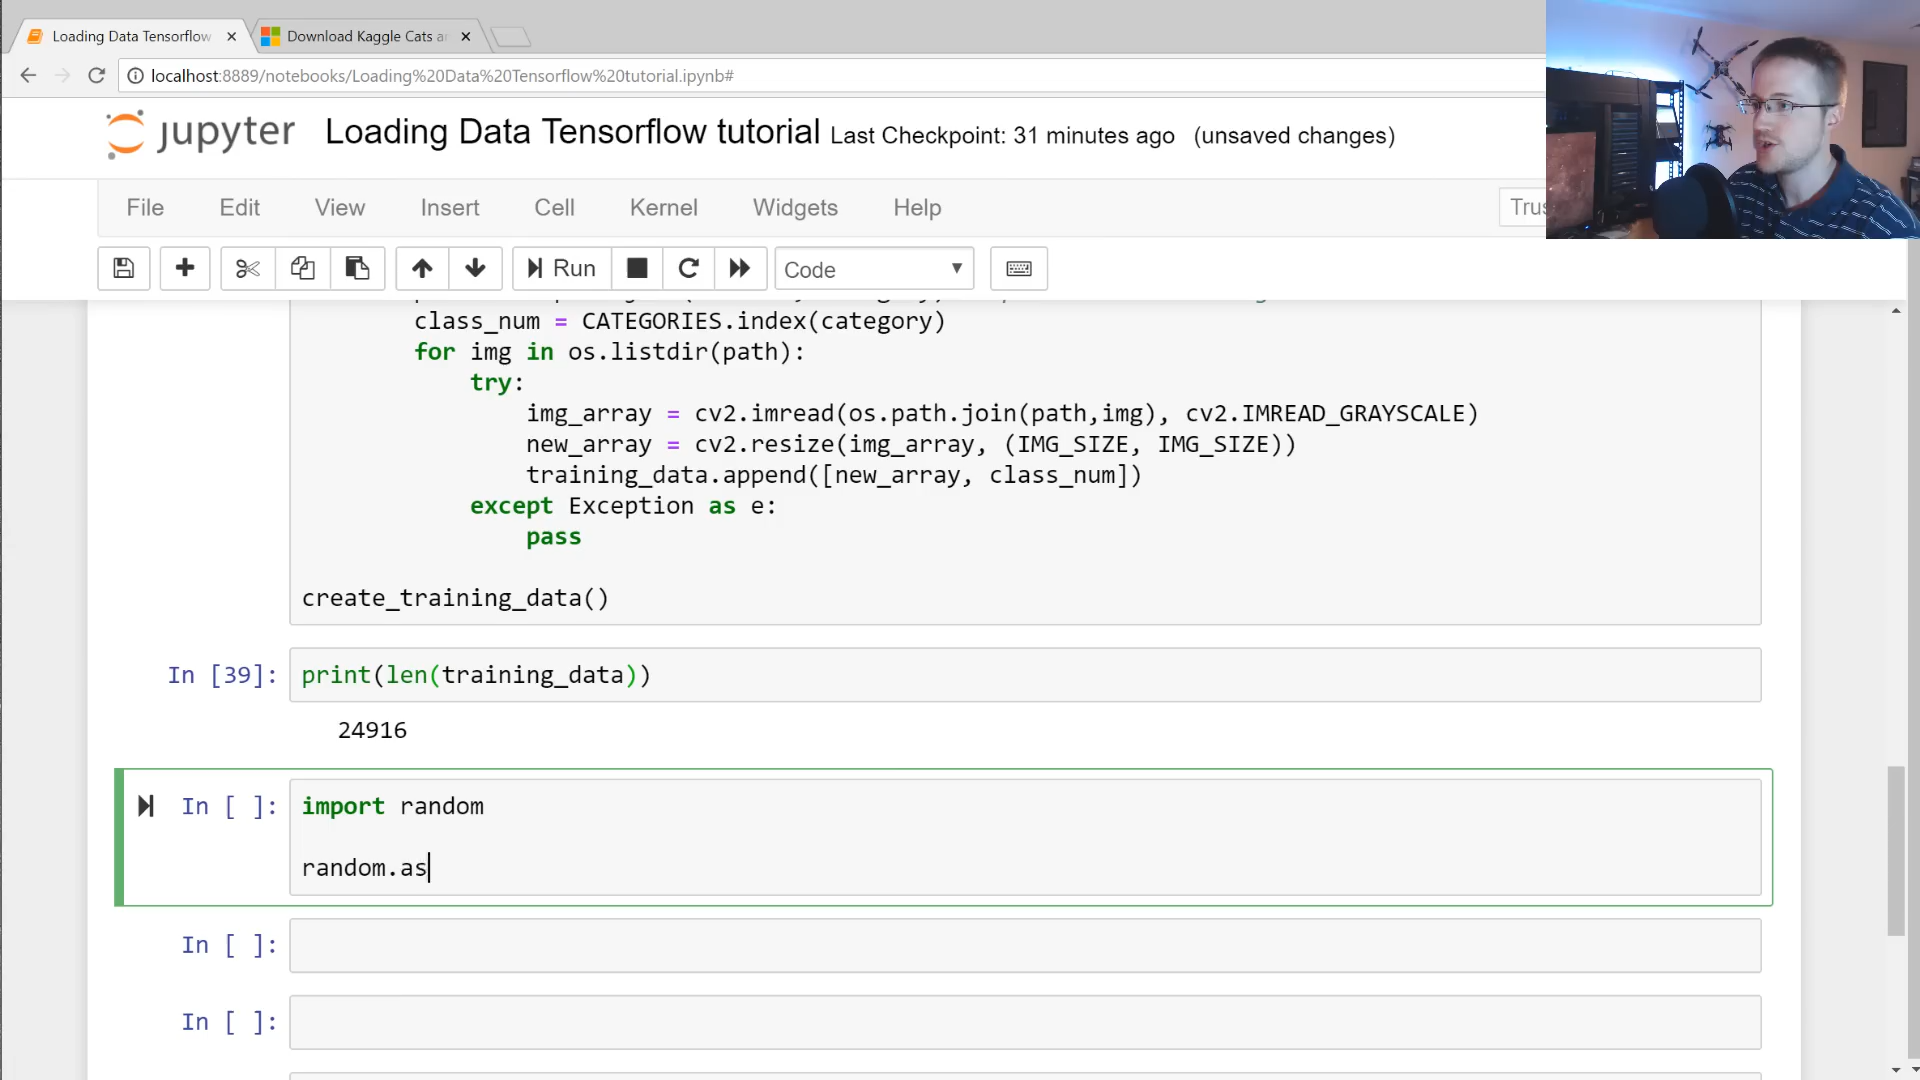 Loading Data Tensorflow
Download Kaggle Cats a
localhost:8889/notebooks/Loading%20Data%20Tensorflow%20tutorial.ipynb#
jupyter Loading Data Tensorflow tutorial Last Checkpoint: 31 minutes ago (unsaved changes)
File Edit View Insert Cell Kernel Widgets Help Trus
Run Code
class_num = CATEGORIES.index(category)
for img in os.listdir(path):
try:
img_array = cv2.imread(os.path.join(path,img), cv2.IMREAD_GRAYSCALE)
new_array = cv2.resize(img_array, (IMG_SIZE, IMG_SIZE))
training_data.append([new_array, class_num])
except Exception as e:
pass
create_training_data()
In [39]: print(len(training_data))
24916
In [ ]: import random
random.as
In [ ]:
In [ ]: